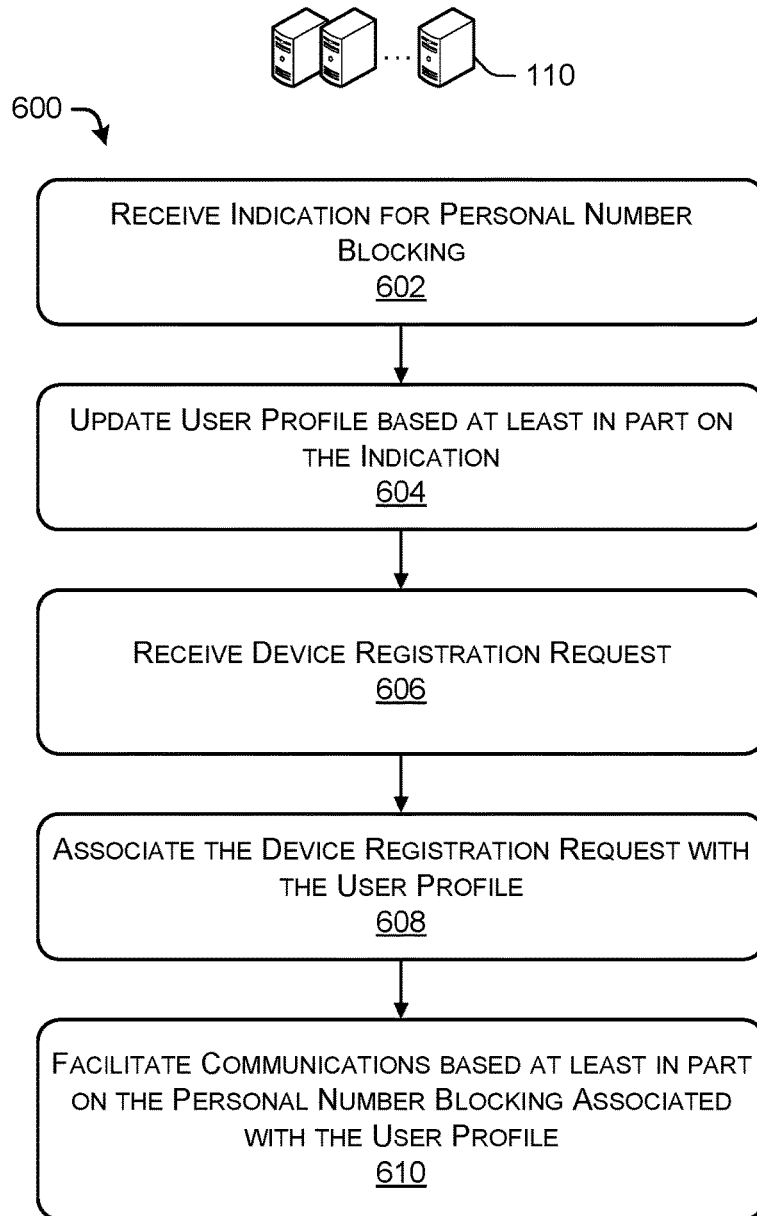 ... 110
600
RECEIVE INDICATION FOR PERSONAL NUMBER
BLOCKING
602
UPDATE USER PROFILE BASED AT LEAST IN PART ON
THE INDICATION
604
RECEIVE DEVICE REGISTRATION REQUEST
606
ASSOCIATE THE DEVICE REGISTRATION REQUEST WITH
THE USER PROFILE
608
FACILITATE COMMUNICATIONS BASED AT LEAST IN PART
ON THE PERSONAL NUMBER BLOCKING ASSOCIATED
WITH THE USER PROFILE
610